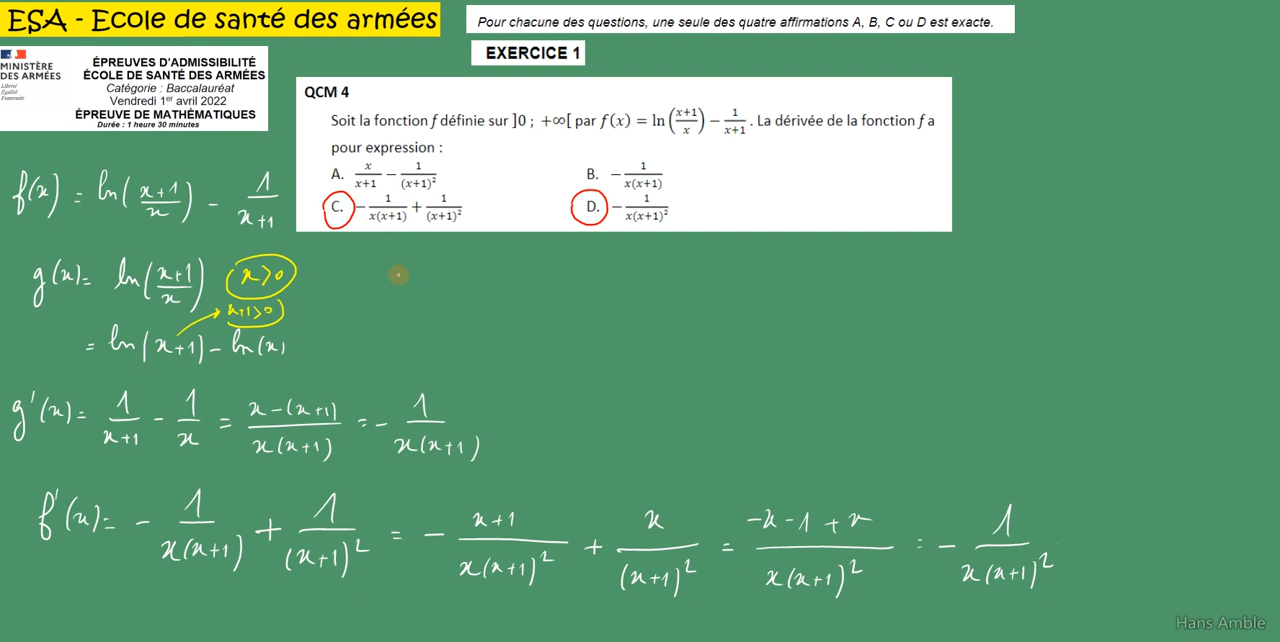 ESA - Ecole de santé des armées
Pour chacune des questions, une seule des quatre affirmations A, B, C ou D est exacte.
EXERCICE 1
MINISTÈRE
DES ARMÉES
Liberté
Égalité
Fraternité
ÉPREUVES D'ADMISSIBILITÉ
ÉCOLE DE SANTÉ DES ARMÉES
Catégorie : Baccalauréat
Vendredi 1er avril 2022
ÉPREUVE DE MATHÉMATIQUES
Durée : 1 heure 30 minutes
QCM 4
Soit la fonction f définie sur ]0 ; +∞[ par f(x) = ln((x+1)/x) − 1/(x+1). La dérivée de la fonction f a
pour expression :
A. x/(x+1) − 1/(x+1)²
B. −1/(x(x+1))
C. −1/(x(x+1)) + 1/(x+1)²
D. −1/(x(x+1)²)
f(x) = ln((x+1)/x) − 1/(x+1)
g(x) = ln((x+1)/x) (x>0)
x+1>0
= ln(x+1) − ln(x)
g'(x) = 1/(x+1) − 1/x = (x−(x+1))/(x(x+1)) = −1/(x(x+1))
f'(x) = −1/(x(x+1)) + 1/(x+1)² = −(x+1)/(x(x+1)²) + x/(x+1)² = (−x−1+x)/(x(x+1)²) = −1/(x(x+1)²)
Hans Amble